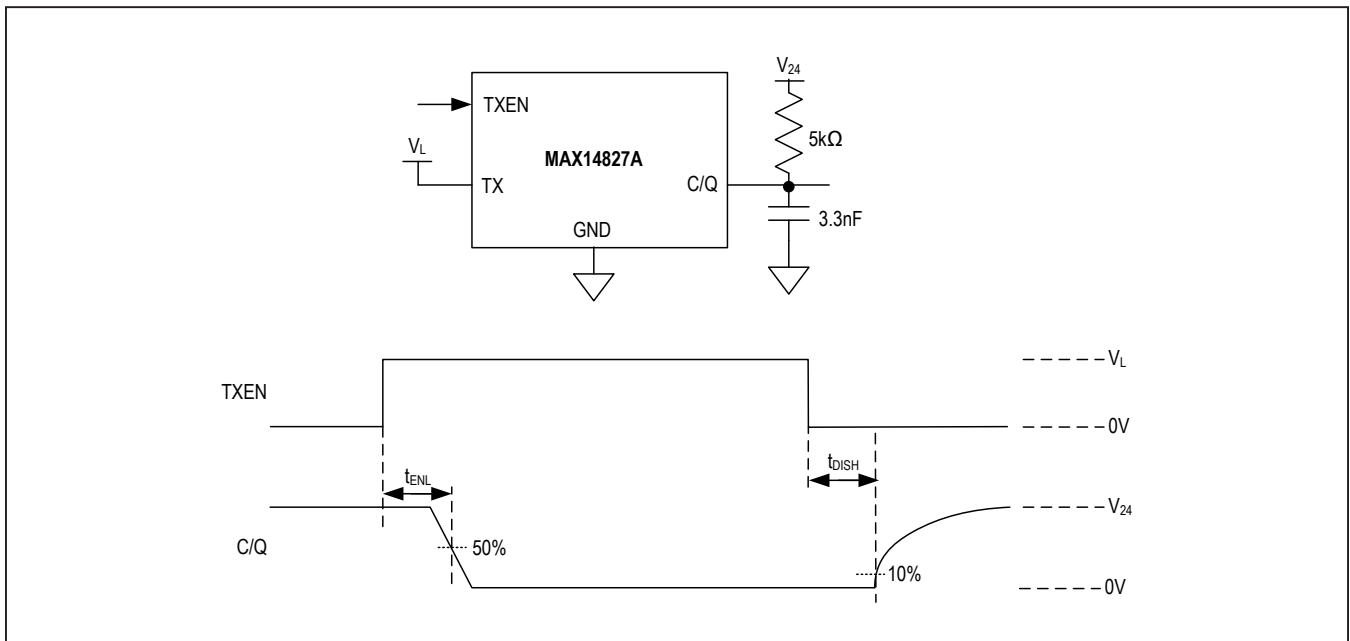 V24
TXEN
5kΩ
VL
MAX14827A
TX
C/Q
3.3nF
GND
VL
TXEN
0V
tENL
tDISH
V24
C/Q
50%
10%
0V